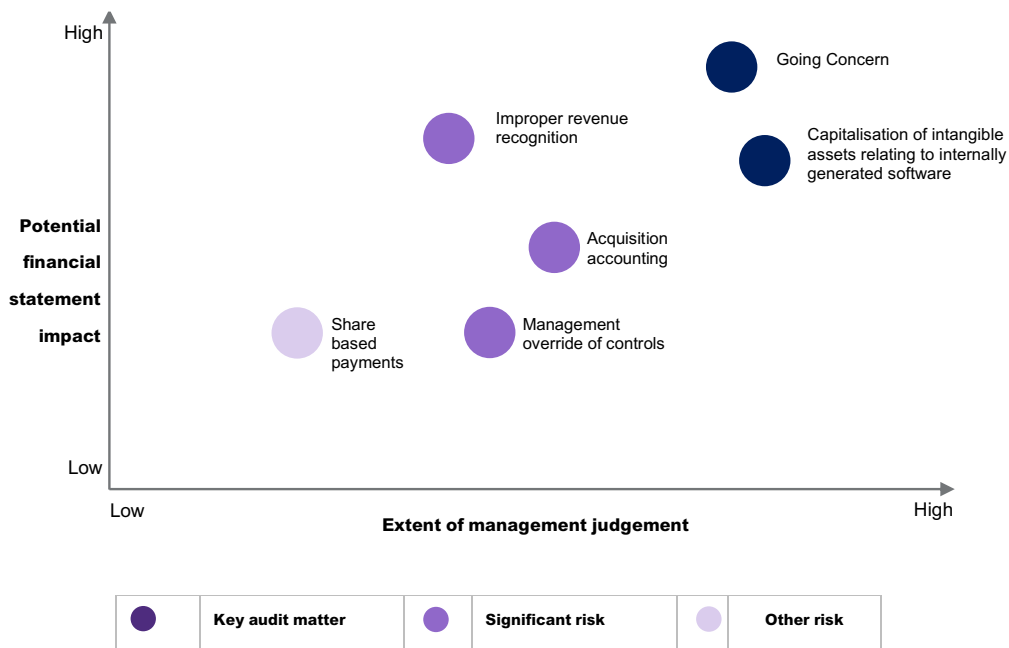 High
Going Concern
Improper revenue
recognition
Capitalisation of intangible
assets relating to internally
generated software
Potential
financial
statement
impact
Acquisition
accounting
Share
based
payments
Management
override of controls
Low
Low
High
Extent of management judgement
Key audit matter
Significant risk
Other risk